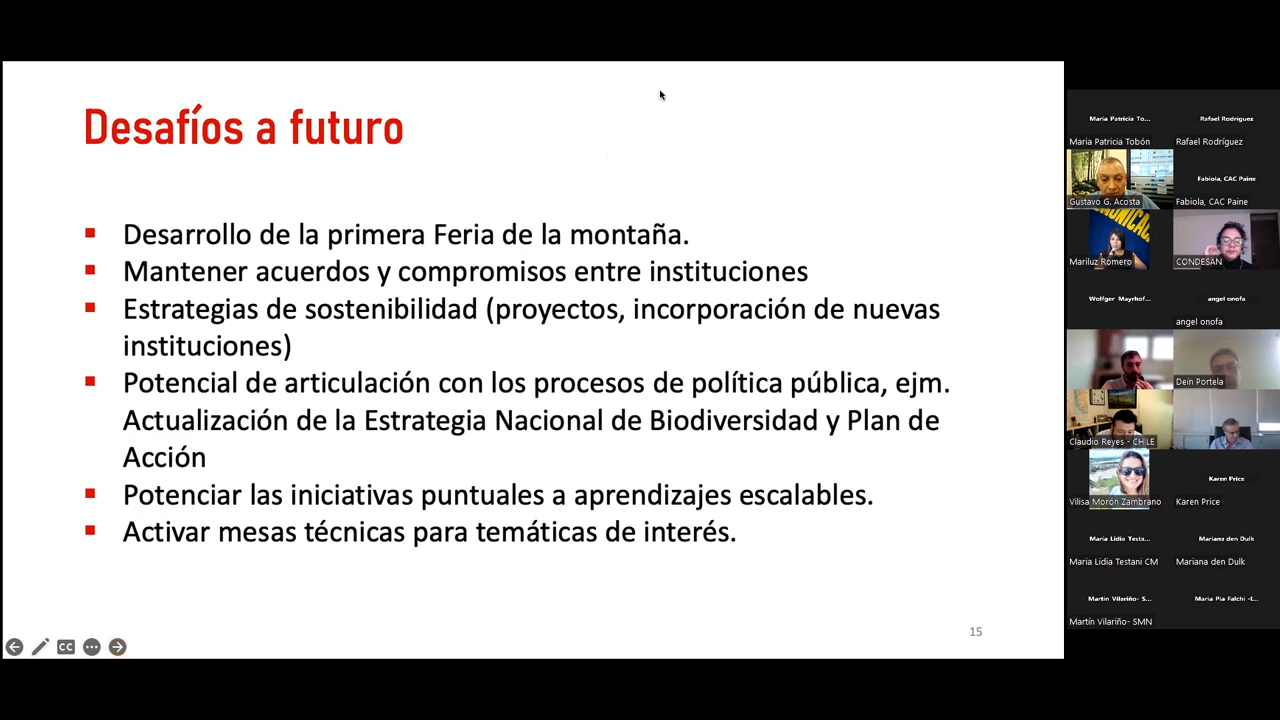 Desafíos a futuro
Desarrollo de la primera Feria de la montaña.
Mantener acuerdos y compromisos entre instituciones
Estrategias de sostenibilidad (proyectos, incorporación de nuevas
instituciones)
Potencial de articulación con los procesos de política pública, ejm.
Actualización de la Estrategia Nacional de Biodiversidad y Plan de
Acción
Potenciar las iniciativas puntuales a aprendizajes escalables.
Activar mesas técnicas para temáticas de interés.
15
CC
Maria Patricia To...
Maria Patricia Tobón
Rafael Rodriguez
Rafael Rodríguez
Gustavo G. Acosta
Fabiola, CAC Paine
Fabiola, CAC Paine
Mariluz Romero
CONDESAN
Wolfger Mayrhof...
angel onofa
angel onofa
Deín Portela
Claudio Reyes - CHILE
Vilisa Morón Zambrano
Karen Price
Karen Price
Maria Lidia Testa...
Maria Lidia Testani CM
Mariana den Dulk
Mariana den Dulk
Martín Vilariño- S...
Martín Vilariño- SMN
Maria Pia Falchi -I...